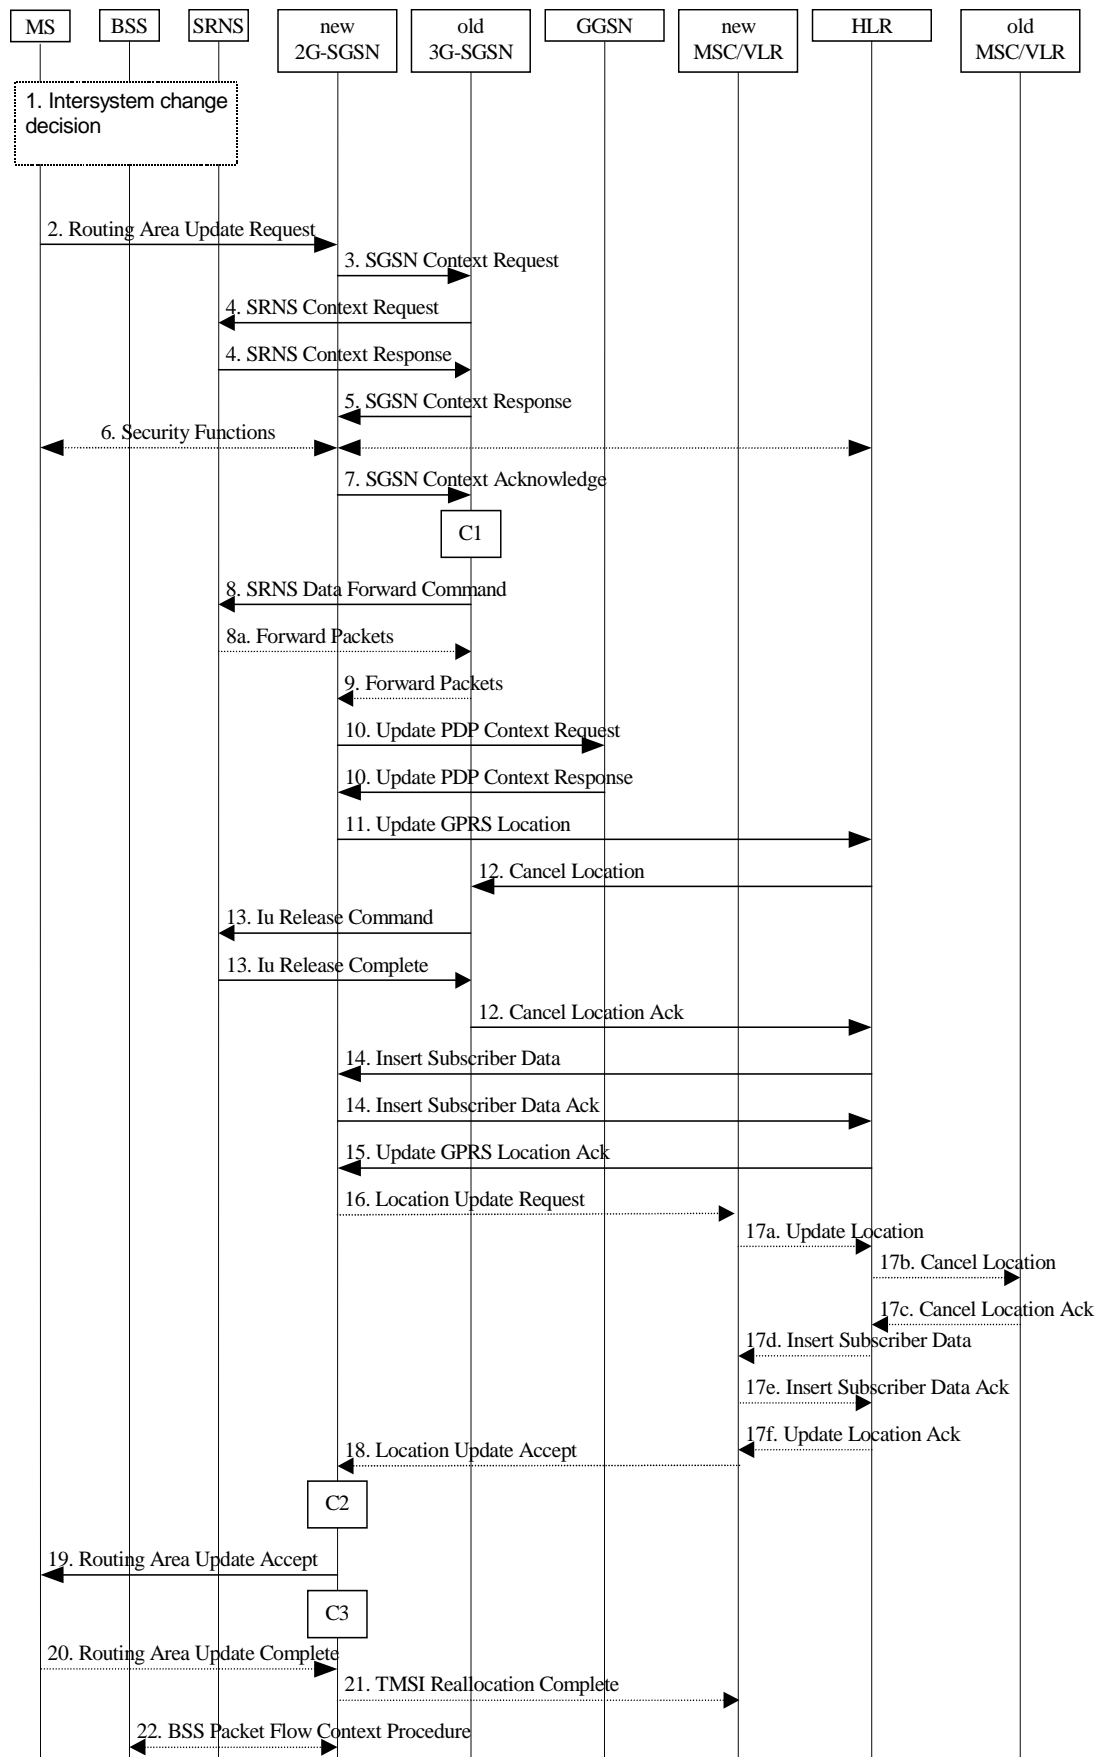 MS
BSS
SRNS
new
2G-SGSN
old
3G-SGSN
GGSN
new
MSC/VLR
HLR
old
MSC/VLR
1. Intersystem change
decision
2. Routing Area Update Request
3. SGSN Context Request
4. SRNS Context Request
4. SRNS Context Response
5. SGSN Context Response
6. Security Functions
7. SGSN Context Acknowledge
C1
8. SRNS Data Forward Command
8a. Forward Packets
9. Forward Packets
10. Update PDP Context Request
10. Update PDP Context Response
11. Update GPRS Location
12. Cancel Location
13. Iu Release Command
13. Iu Release Complete
12. Cancel Location Ack
14. Insert Subscriber Data
14. Insert Subscriber Data Ack
15. Update GPRS Location Ack
16. Location Update Request
17a. Update Location
17b. Cancel Location
17c. Cancel Location Ack
17d. Insert Subscriber Data
17e. Insert Subscriber Data Ack
17f. Update Location Ack
18. Location Update Accept
C2
19. Routing Area Update Accept
C3
20. Routing Area Update Complete
21. TMSI Reallocation Complete
22. BSS Packet Flow Context Procedure